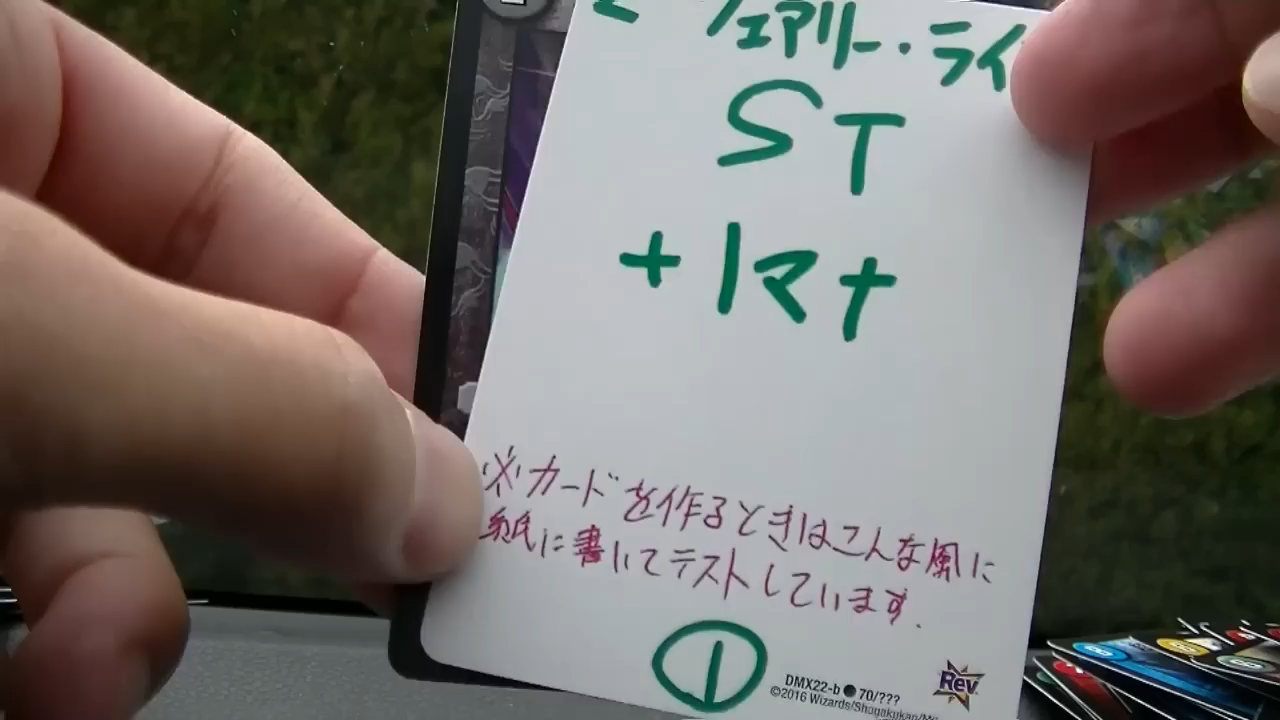 2 フェアリー・ライ
ST
+1マナ
※カードを作るときはこんな風に
紙に書いてテストしています.
①
DMX22-b ● 70/???
©2016 Wizards/Shogakukan/Mi
Rev